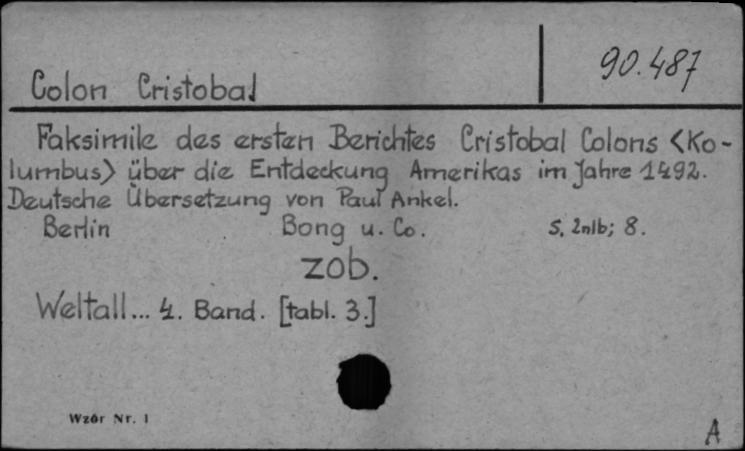 90.487
Colon Cristobal
Faksimile des ersten Berichtes Cristobal Colons <Ko-
lumbus> über die Entdeckung Amerikas im Jahre 1492.
Deutsche Übersetzung von Paul Ankel.
Berlin Bong u. Co. S. 2nlb; 8.
zob.
Weltall... 4. Band. [tabl. 3.]
Wzór Nr. 1
A